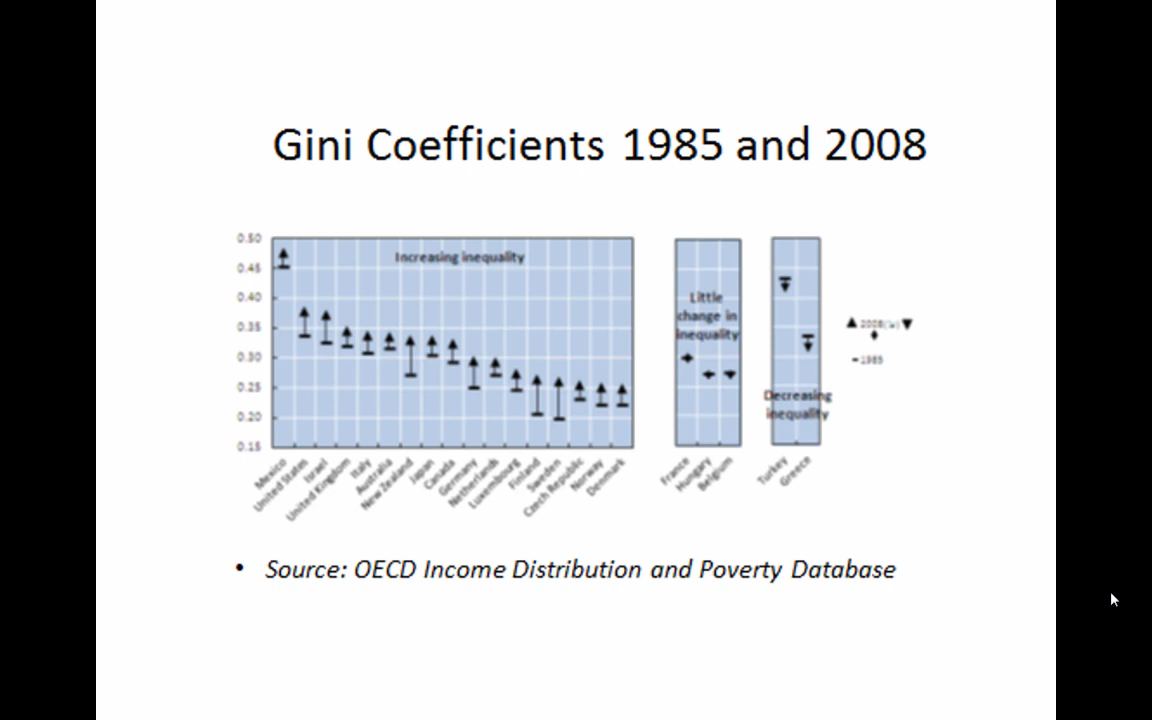 Gini Coefficients 1985 and 2008
0.50
0.45
0.40
0.35
0.30
0.25
0.20
0.15
Increasing inequality
Mexico
United States
Israel
United Kingdom
Italy
Australia
New Zealand
Japan
Canada
Germany
Netherlands
Luxembourg
Finland
Sweden
Czech Republic
Norway
Denmark
Little
change in
inequality
France
Hungary
Belgium
Decreasing
inequality
Turkey
Greece
2008
1985
• Source: OECD Income Distribution and Poverty Database